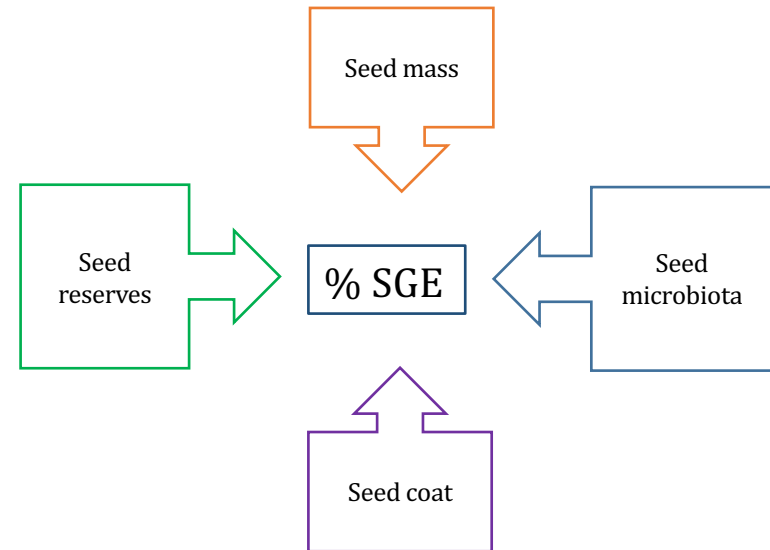 Seed mass
Seed
reserves
% SGE
Seed
microbiota
Seed coat